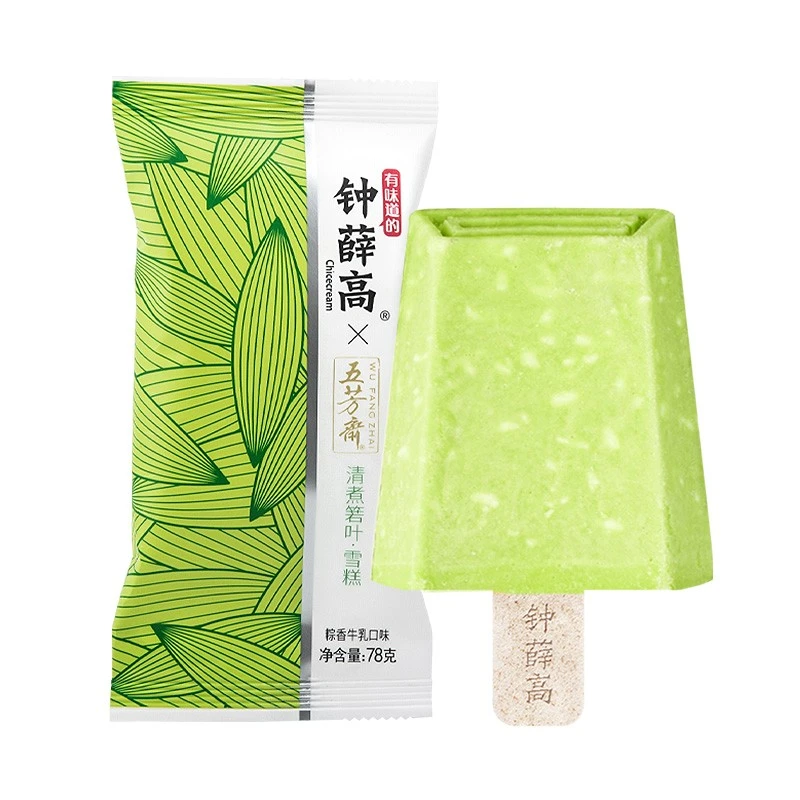 有味道的
钟薛高
Chicecream
®
×
五芳斎
®
WU FANG ZHAI
清煮箬叶·雪糕
粽香牛乳口味
净含量:78克
钟薛高